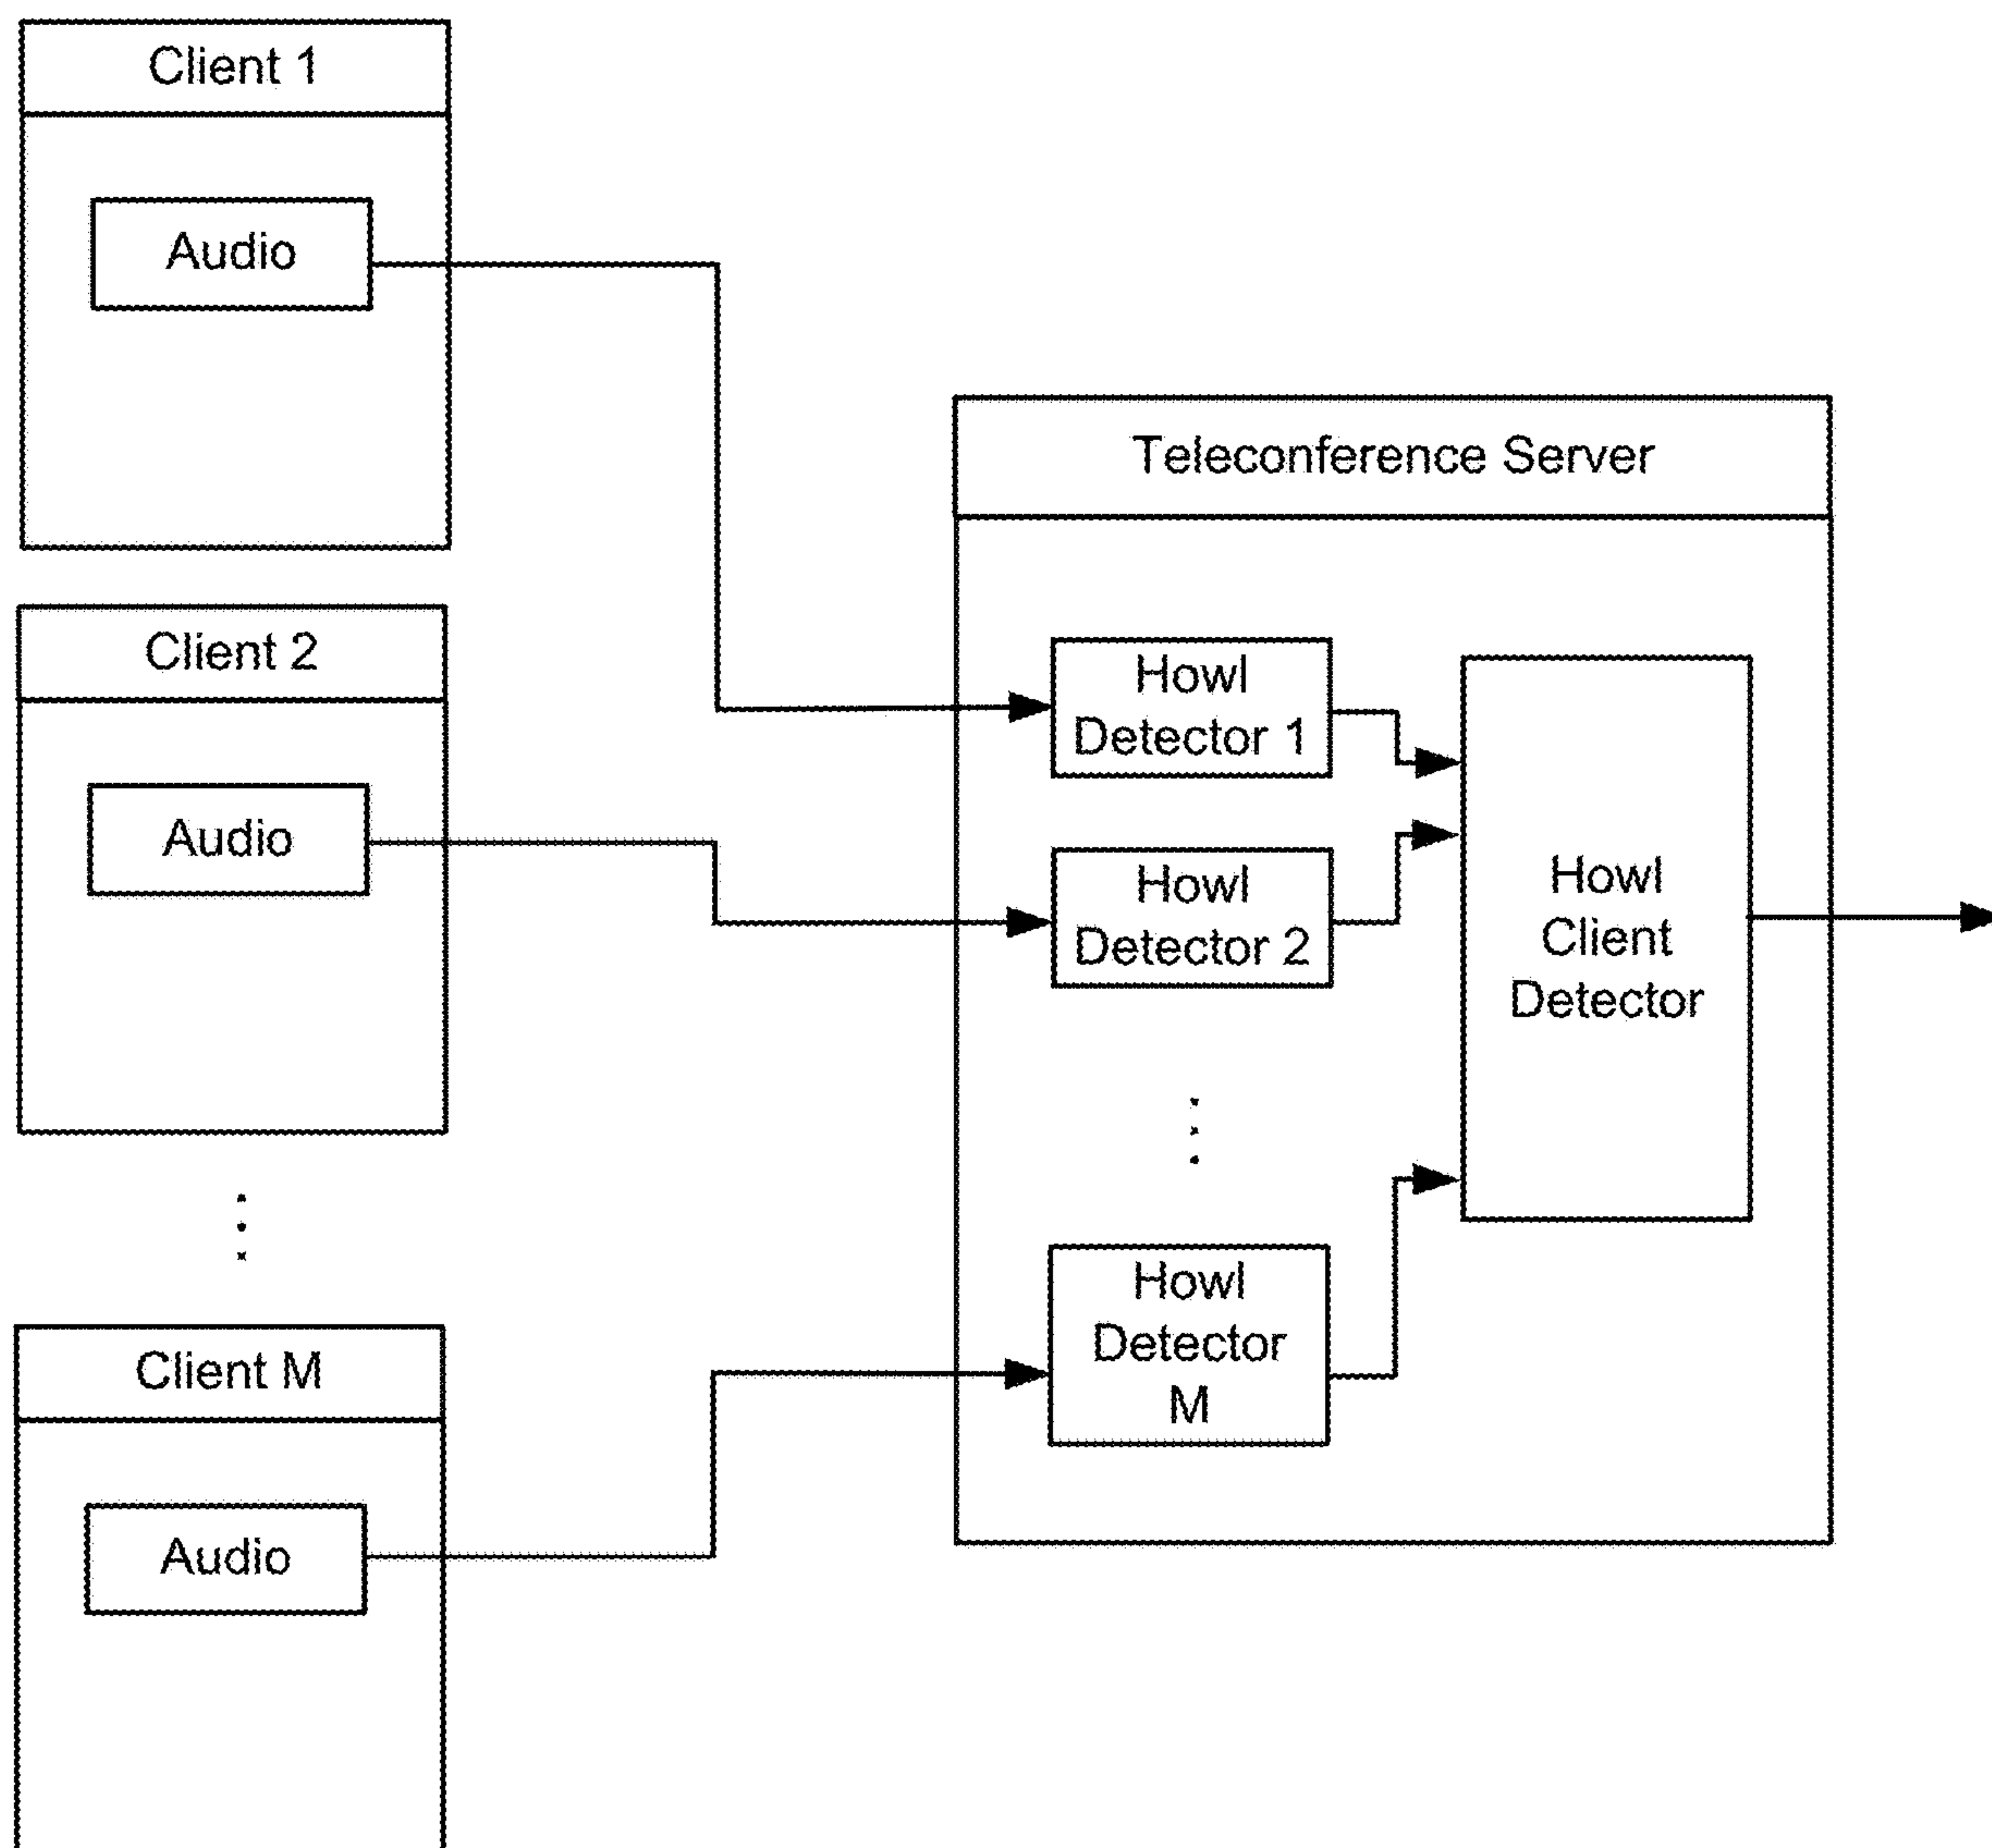 Client 1
Audio
Client 2
Audio
Client M
Audio
Teleconference Server
Howl
Detector 1
Howl
Detector 2
Howl
Detector
M
Howl
Client
Detector